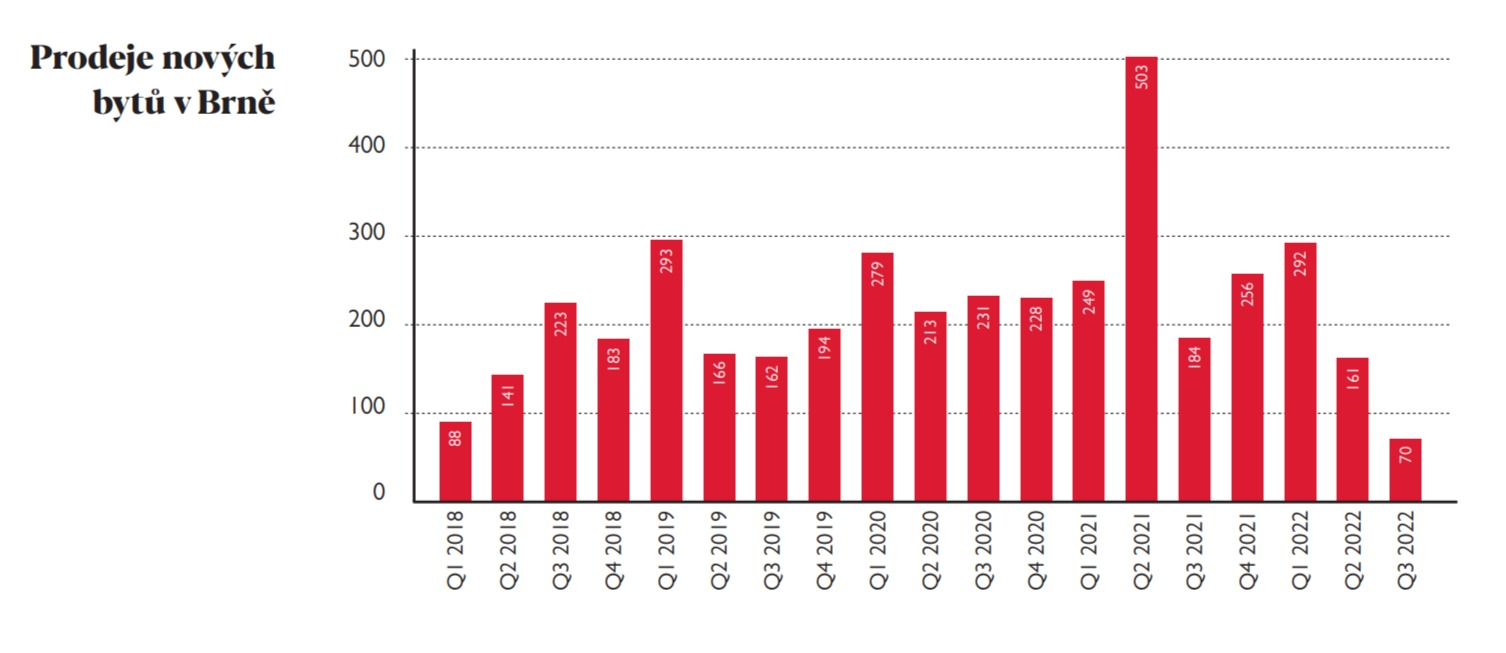 Prodeje nových
bytů v Brně
500
400
300
200
100
0
88
141
223
183
293
166
162
194
279
213
231
228
249
503
184
256
292
161
70
Q1 2018
Q2 2018
Q3 2018
Q4 2018
Q1 2019
Q2 2019
Q3 2019
Q4 2019
Q1 2020
Q2 2020
Q3 2020
Q4 2020
Q1 2021
Q2 2021
Q3 2021
Q4 2021
Q1 2022
Q2 2022
Q3 2022